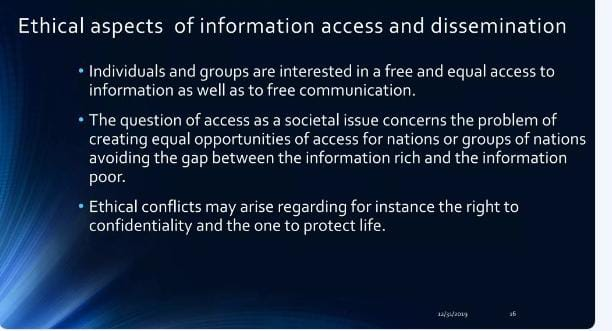 Ethical aspects of information access and dissemination
• Individuals and groups are interested in a free and equal access to
information as well as to free communication.
• The question of access as a societal issue concerns the problem of
creating equal opportunities of access for nations or groups of nations
avoiding the gap between the information rich and the information
poor.
• Ethical conflicts may arise regarding for instance the right to
confidentiality and the one to protect life.
12/31/2019 16